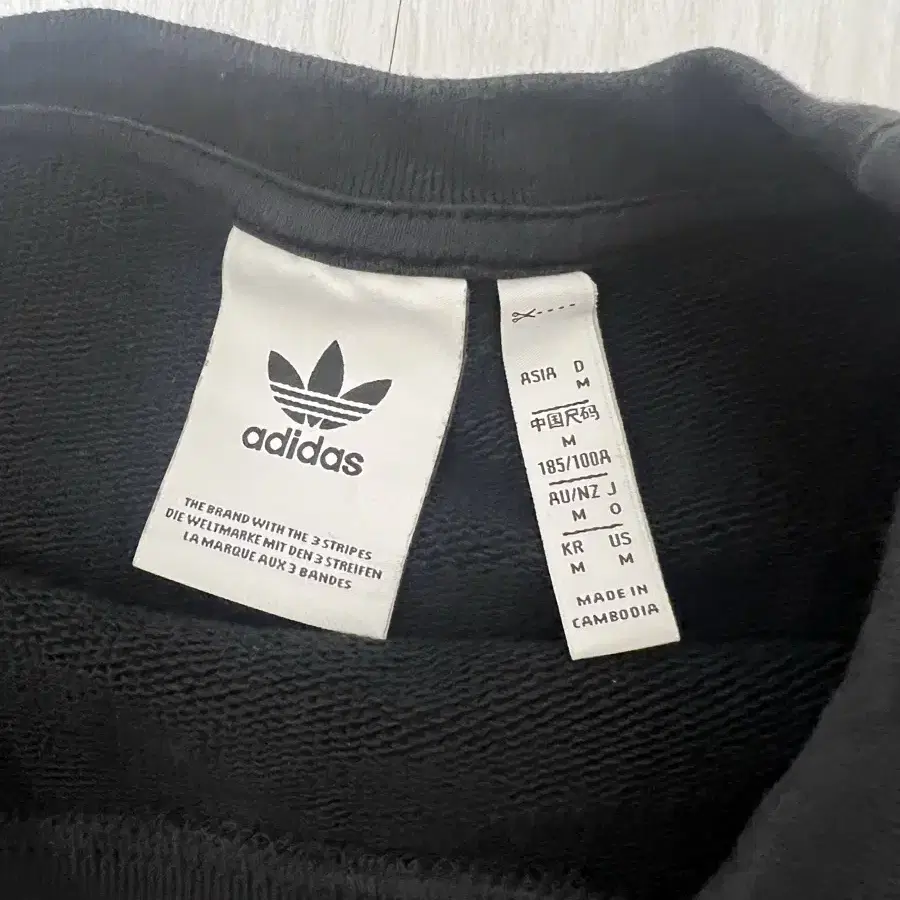 adidas
THE BRAND WITH THE 3 STRIPES
DIE WELTMARKE MIT DEN 3 STREIFEN
LA MARQUE AUX 3 BANDES
ASIA D
M
中国尺码
M
185/100A
AU/NZ J
M O
KR US
M M
MADE IN
CAMBODIA